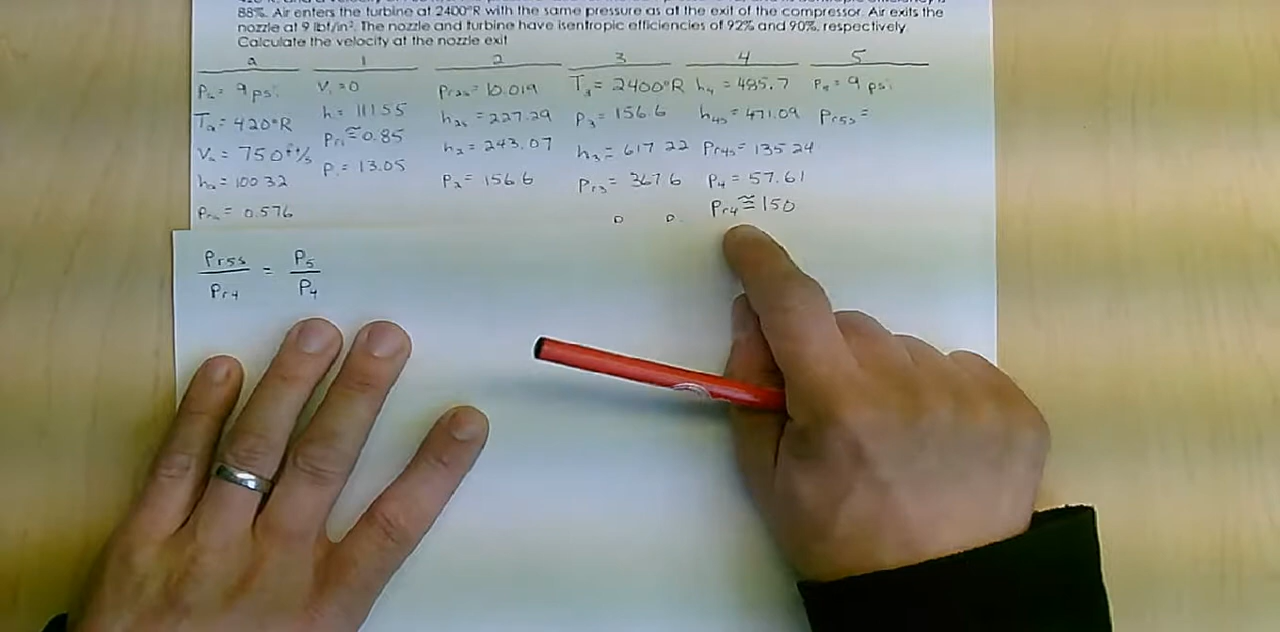 88%. Air enters the turbine at 2400°R with the same pressure as at the exit of the compressor. Air exits the
nozzle at 9 lbf/in². The nozzle and turbine have isentropic efficiencies of 92% and 90%, respectively.
Calculate the velocity at the nozzle exit
a 1 2 3 4 5
Pa = 9 psi V1 = 0 Pr2s = 10.019 T3 = 2400°R h4 = 485.7 P5 = 9 psi
Ta = 420°R h1 = 111.55 h2s = 227.29 P3 = 156.6 h4s = 471.09 Pr5s =
Va = 750 ft/s Pr1 ≅ 0.85 h2 = 243.07 h3 = 617.22 Pr4s = 135.24
ha = 100.32 P1 = 13.05 P2 = 156.6 Pr3 = 367.6 P4 = 57.61
Pra = 0.576 Pr4 ≅ 150
Pr5s / Pr4 = P5 / P4